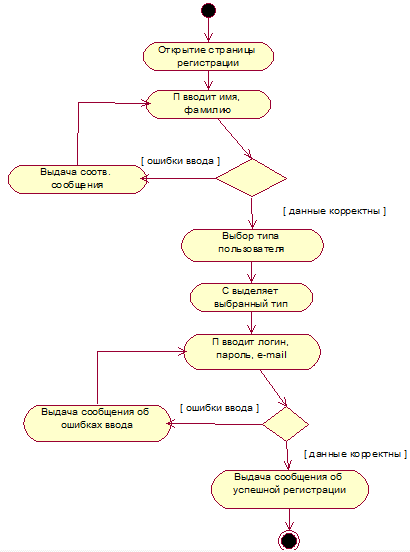 Открытие страницы
регистрации
П вводит имя,
фамилию
[ ошибки ввода ]
Выдача соотв.
сообщения
[ данные корректны ]
Выбор типа
пользователя
С выделяет
выбранный тип
П вводит логин,
пароль, e-mail
[ ошибки ввода ]
Выдача сообщения об
ошибках ввода
[ данные корректны ]
Выдача сообщения об
успешной регистрации